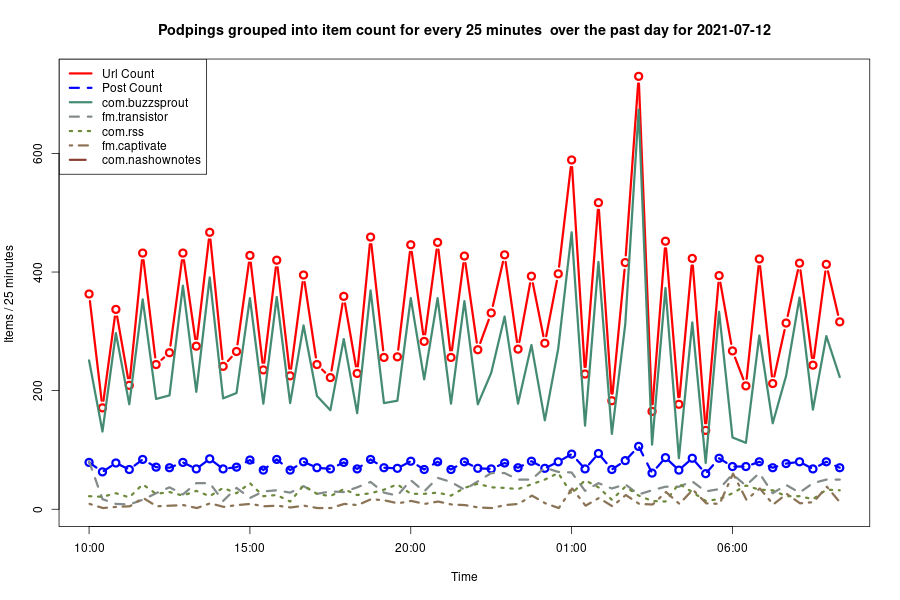 Podpings grouped into item count for every 25 minutes  over the past day for 2021-07-12
Url Count
Post Count
com.buzzsprout
fm.transistor
com.rss
fm.captivate
com.nashownotes
Items / 25 minutes
600
400
200
0
10:00 15:00 20:00 01:00 06:00
Time